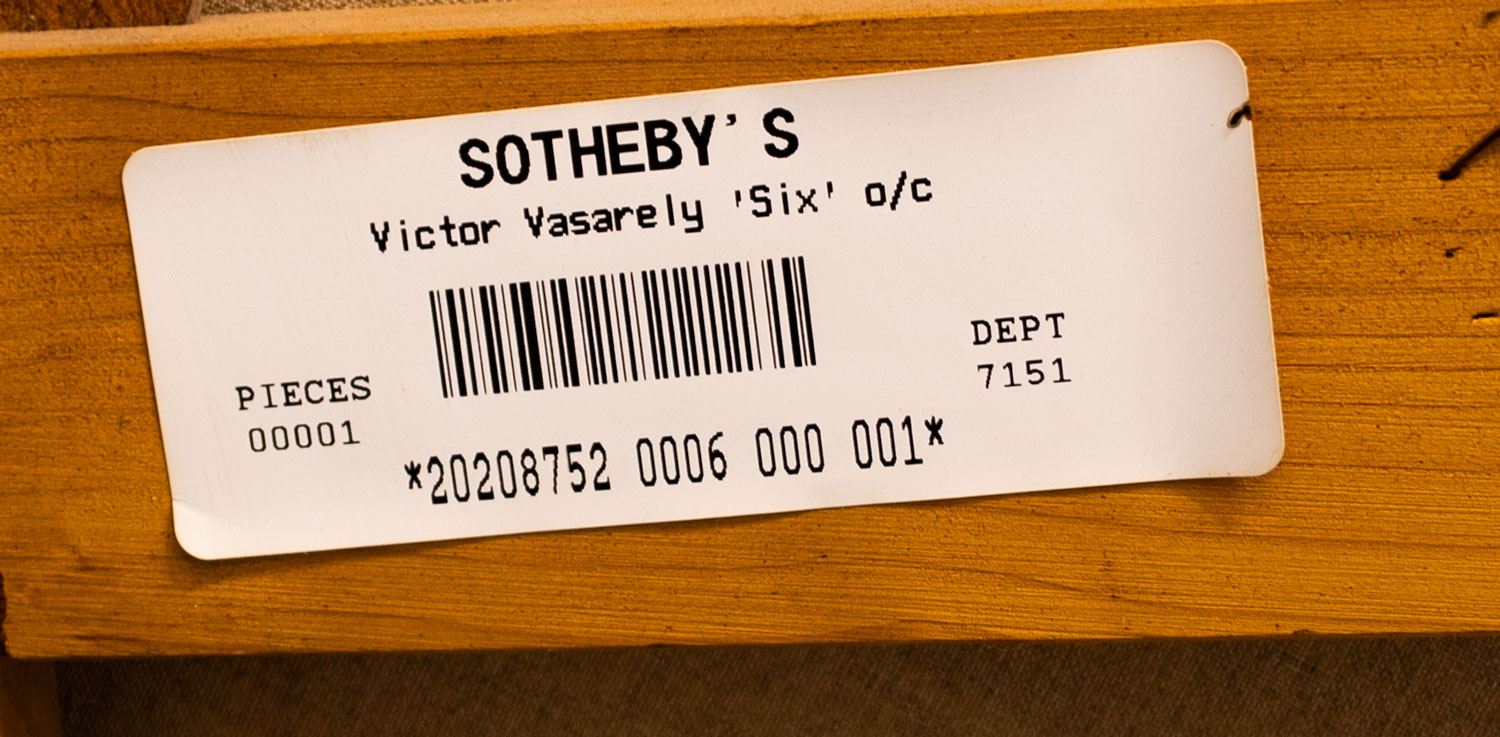 SOTHEBY'S
Victor Vasarely 'Six' o/c
PIECES
00001
DEPT
7151
*20208752 0006 000 001*